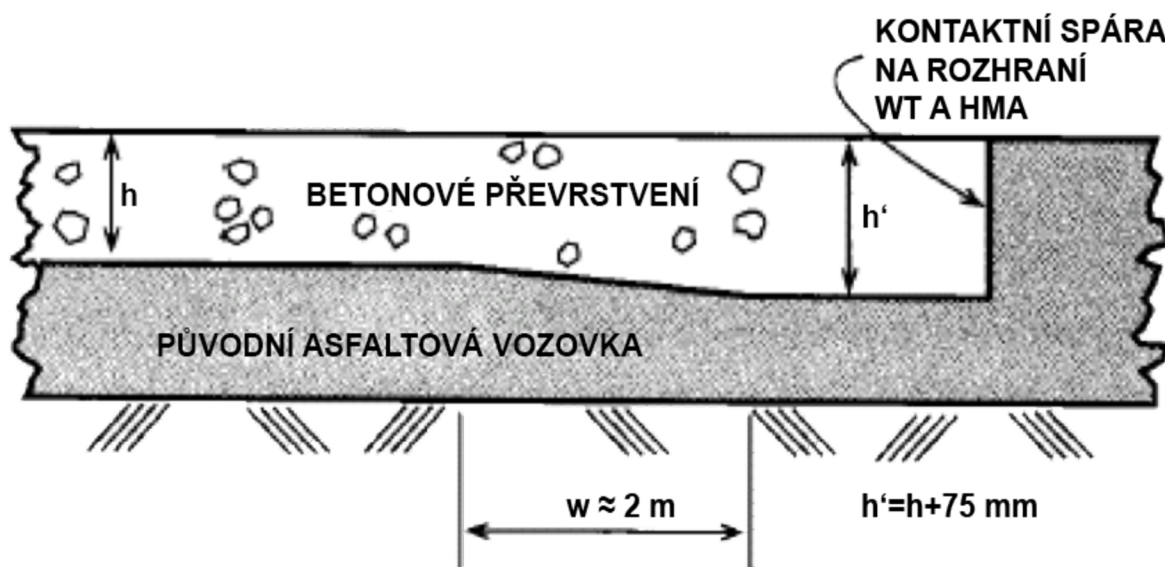 KONTAKTNÍ SPÁRA
NA ROZHRANÍ
WT A HMA
h
BETONOVÉ PŘEVRSTVENÍ
h‘
PŮVODNÍ ASFALTOVÁ VOZOVKA
w ≈ 2 m
h‘=h+75 mm